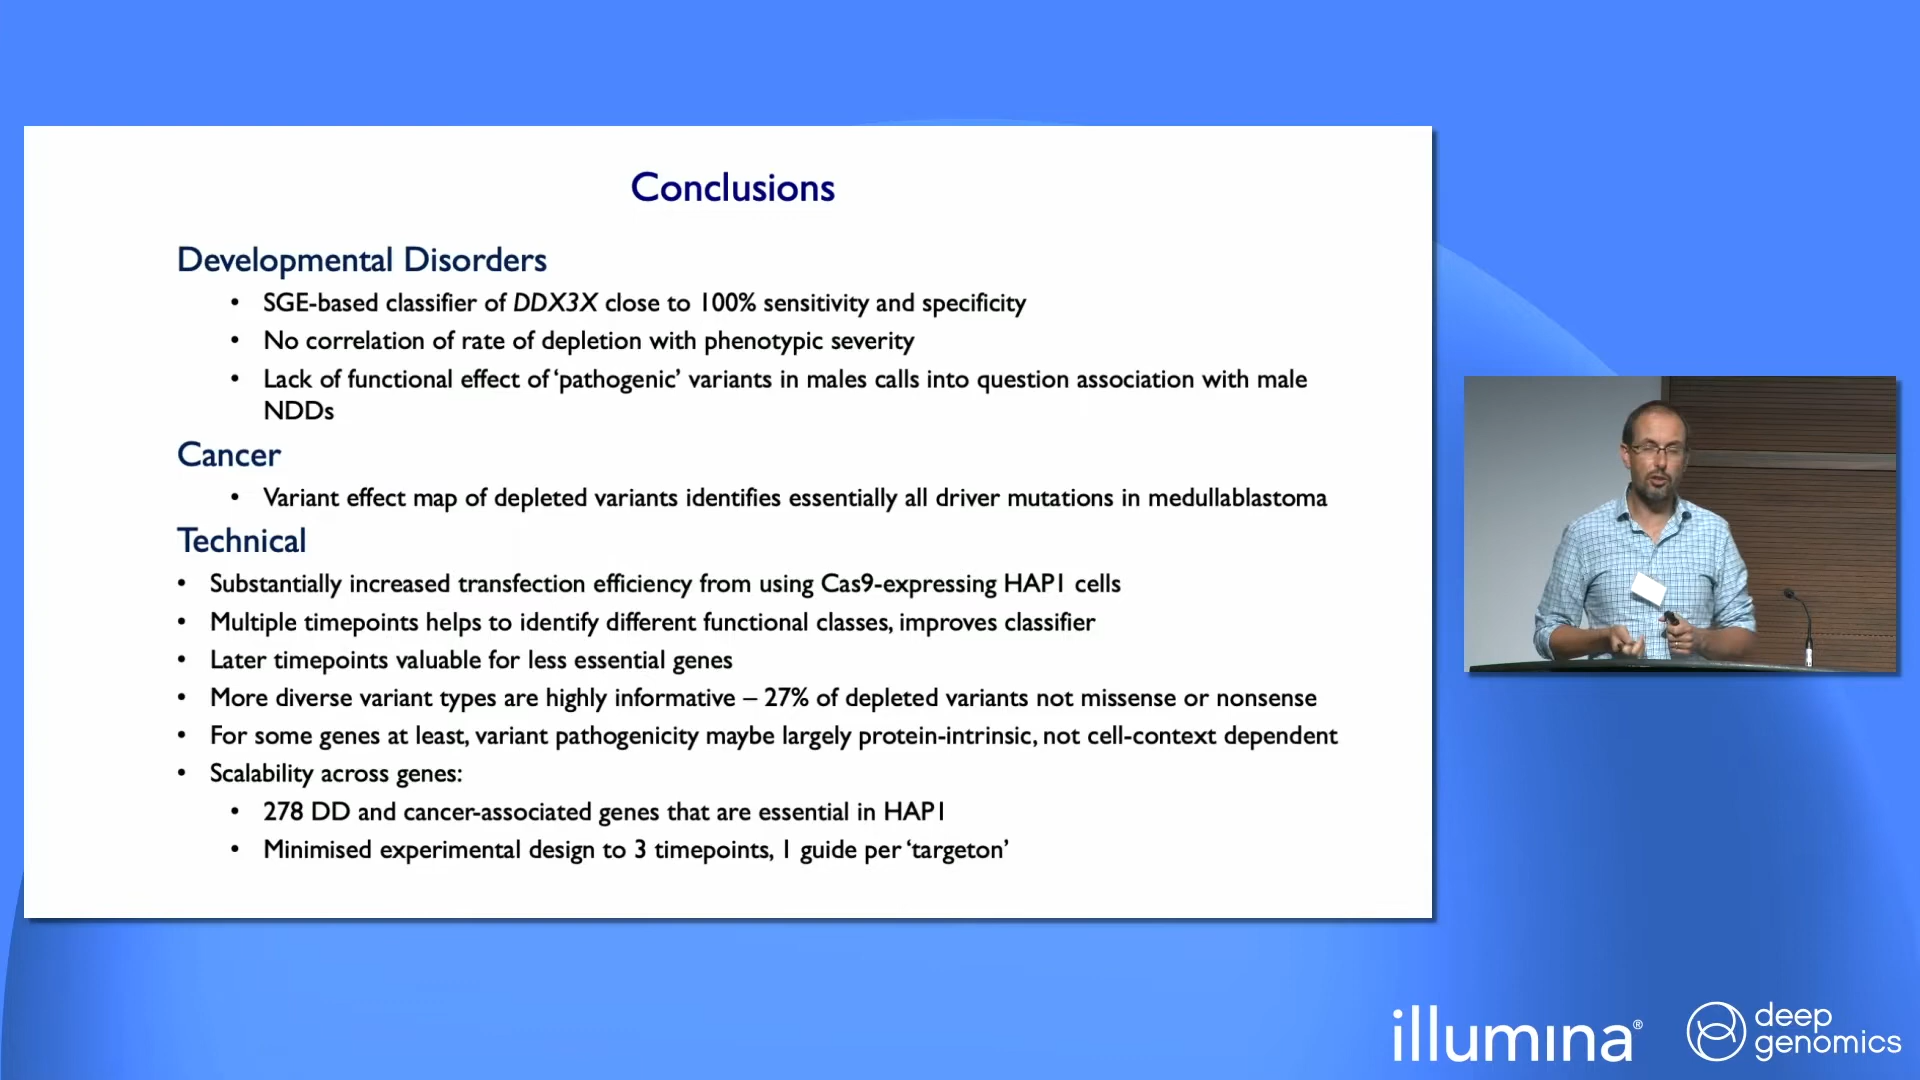 Conclusions
Developmental Disorders
• SGE-based classifier of DDX3X close to 100% sensitivity and specificity
• No correlation of rate of depletion with phenotypic severity
• Lack of functional effect of ‘pathogenic’ variants in males calls into question association with male
NDDs
Cancer
• Variant effect map of depleted variants identifies essentially all driver mutations in medullablastoma
Technical
• Substantially increased transfection efficiency from using Cas9-expressing HAP1 cells
• Multiple timepoints helps to identify different functional classes, improves classifier
• Later timepoints valuable for less essential genes
• More diverse variant types are highly informative – 27% of depleted variants not missense or nonsense
• For some genes at least, variant pathogenicity maybe largely protein-intrinsic, not cell-context dependent
• Scalability across genes:
• 278 DD and cancer-associated genes that are essential in HAP1
• Minimised experimental design to 3 timepoints, 1 guide per ‘targeton’
illumina®
deep
genomics